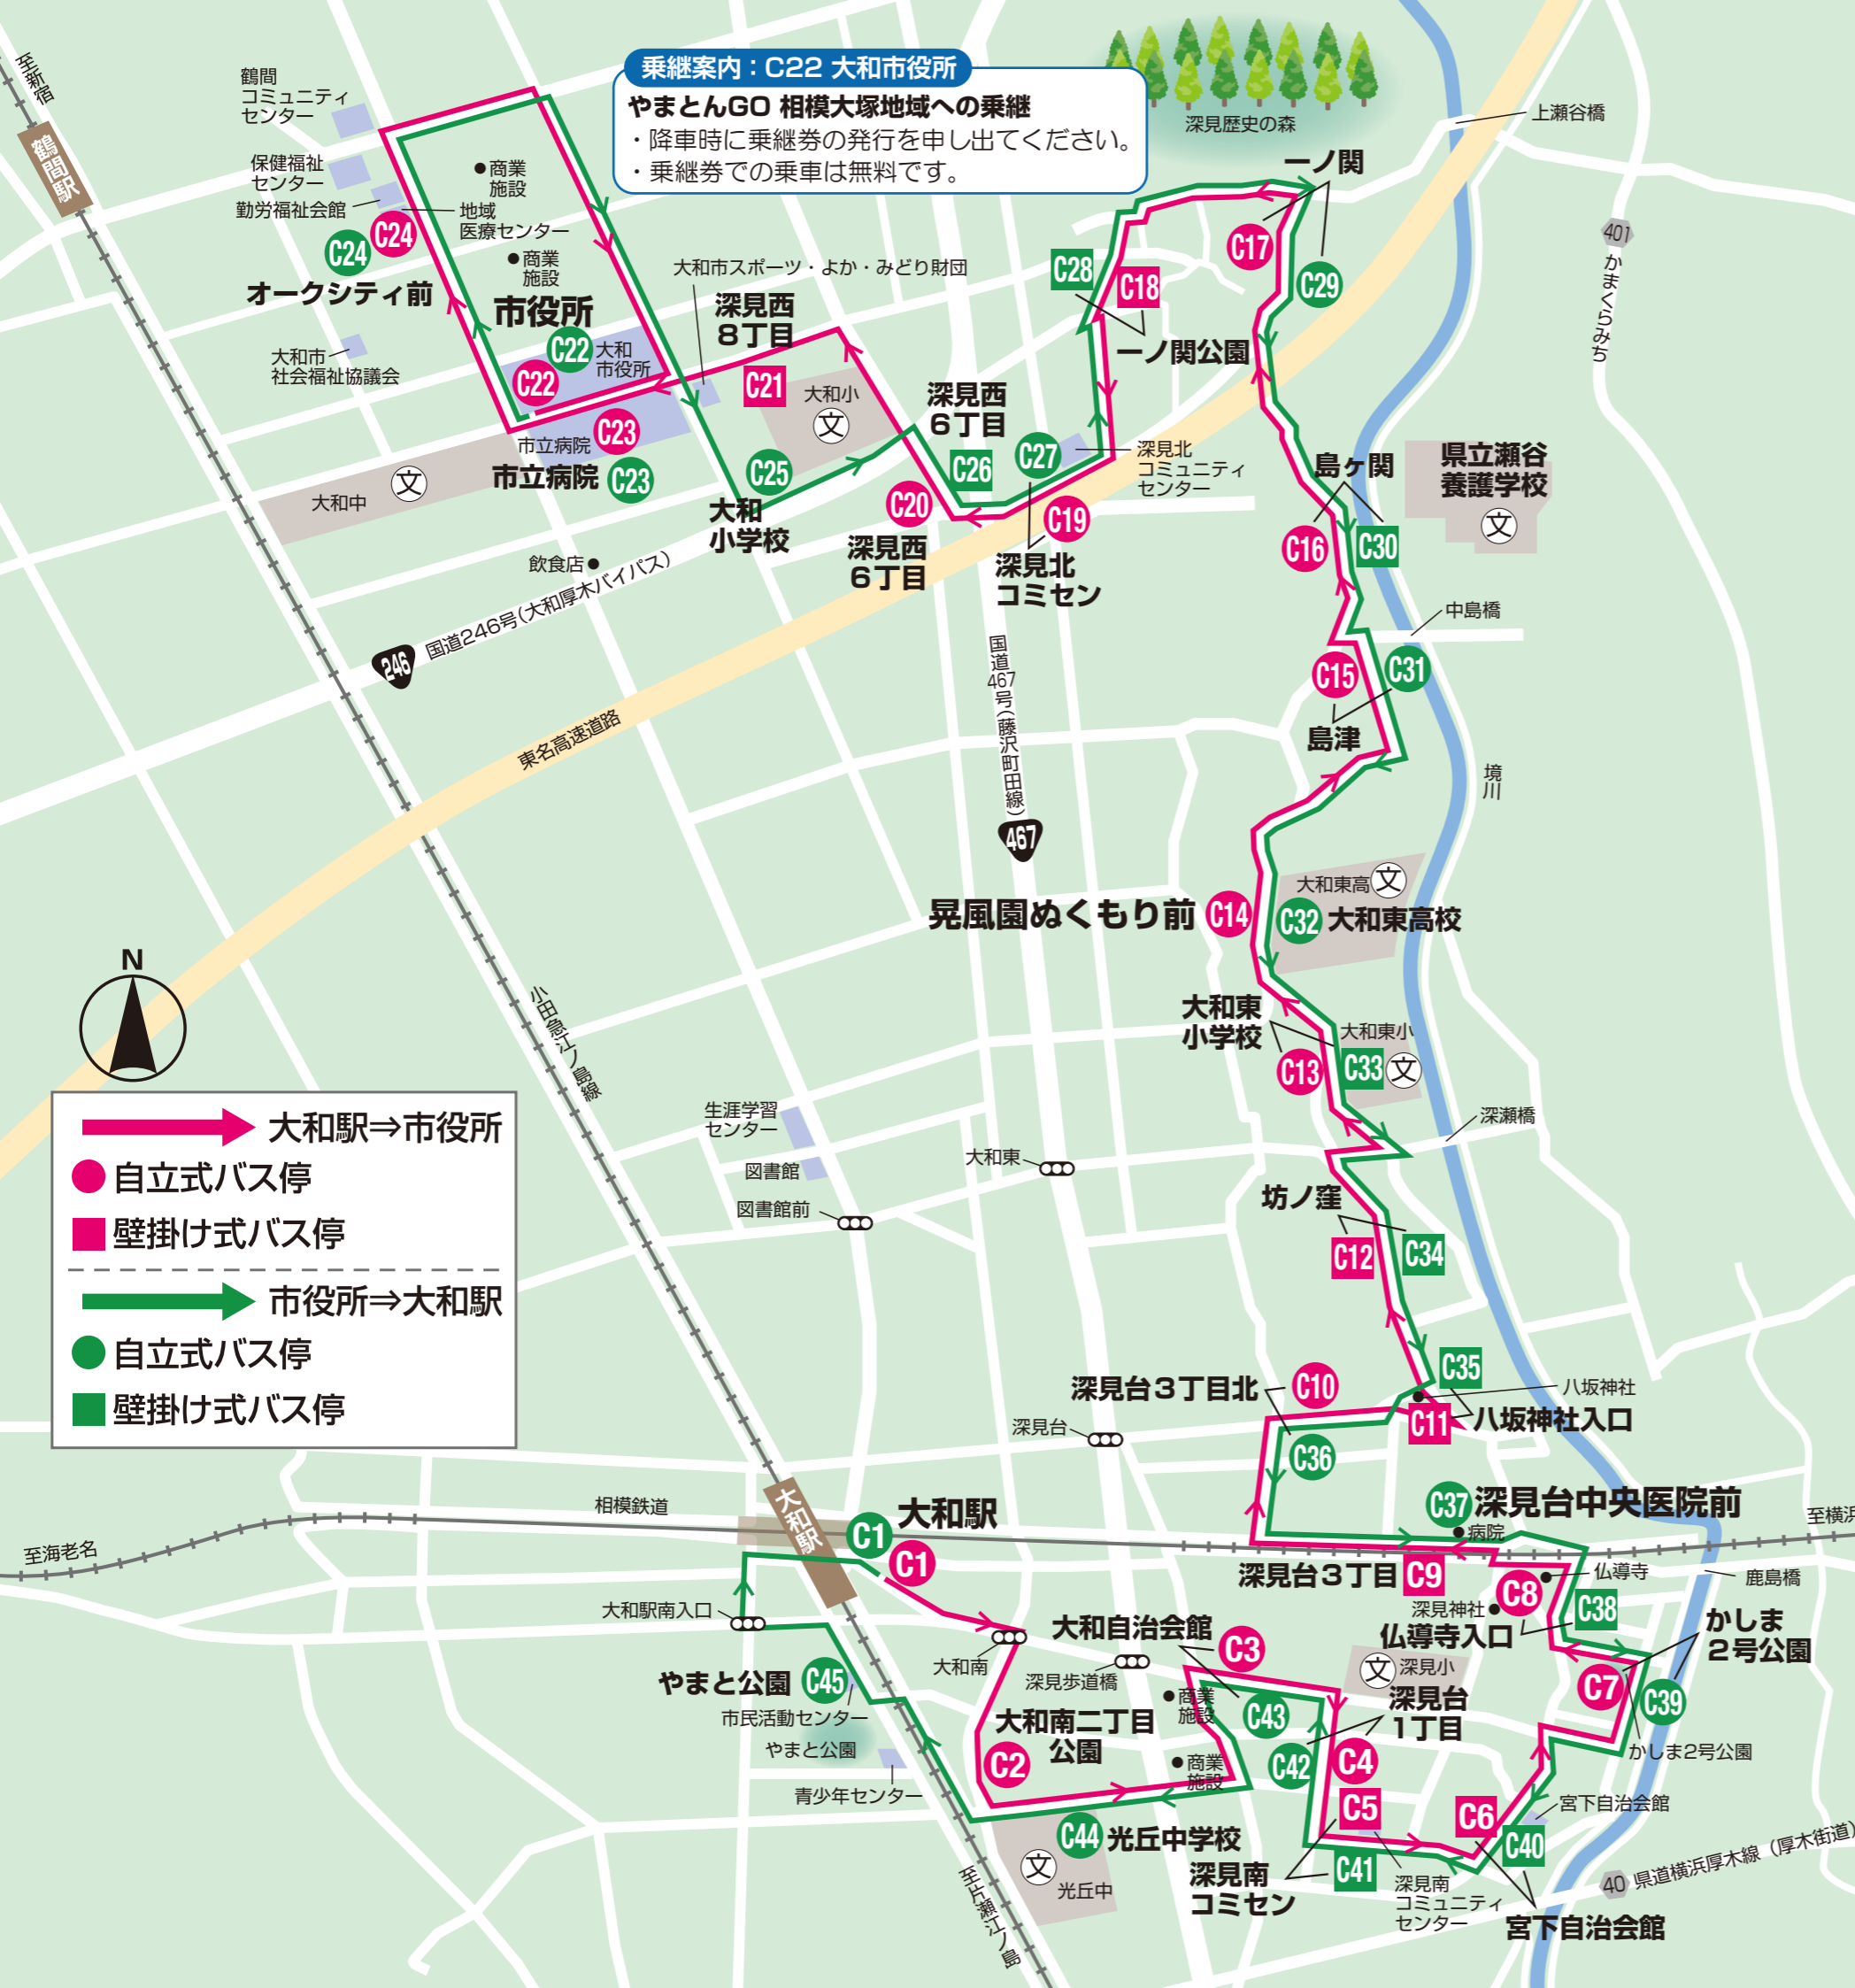 至新宿
鶴間駅
鶴間
コミュニティ
センター
保健福祉
センター
勤労福祉会館
C24
C24
オークシティ前
大和市
社会福祉協議会
●商業
施設
地域
医療センター
●商業
施設
市役所
C22
大和
市役所
C22
市立病院
C23
市立病院
C23
大和中
文
乗継案内：C22 大和市役所
やまとんGO 相模大塚地域への乗継
・降車時に乗継券の発行を申し出てください。
・乗継券での乗車は無料です。
深見歴史の森
上瀬谷橋
一ノ関
C17
C29
401
かまくらみち
大和市スポーツ・よか・みどり財団
深見西
8丁目
C21
大和小
文
C25
大和
小学校
飲食店●
国道246号（大和厚木バイパス）
246
東名高速道路
C28
C18
一ノ関公園
深見西
6丁目
C26
C27
深見北
コミュニティ
センター
C20
深見西
6丁目
C19
深見北
コミセン
島ヶ関
C16
C30
県立瀬谷
養護学校
文
中島橋
C15
C31
島津
境川
国道467号（藤沢町田線）
467
晃風園ぬくもり前
C14
大和東高
文
C32
大和東高校
大和東
小学校
C13
大和東小
C33
文
深瀬橋
小田急江ノ島線
生涯学習
センター
図書館
図書館前
大和東
坊ノ窪
C12
C34
N
大和駅⇒市役所
自立式バス停
壁掛け式バス停
市役所⇒大和駅
自立式バス停
壁掛け式バス停
深見台3丁目北
C10
C35
八坂神社
C11
八坂神社入口
深見台
C36
C37
深見台中央医院前
●病院
至横浜
相模鉄道
至海老名
大和駅
大和駅
C1
C1
深見台3丁目
C9
C8
仏導寺
鹿島橋
深見神社●
C38
仏導寺入口
かしま
2号公園
大和駅南入口
大和南
大和自治会館
C3
深見歩道橋
文
深見小
C7
C39
やまと公園
C45
市民活動センター
やまと公園
青少年センター
大和南二丁目
公園
C2
●商業
施設
C43
深見台
1丁目
C42
C4
●商業
施設
かしま2号公園
C5
C6
宮下自治会館
C40
C44
光丘中学校
文
光丘中
深見南
コミセン
C41
深見南
コミュニティ
センター
宮下自治会館
40
県道横浜厚木線（厚木街道）
至片瀬江ノ島